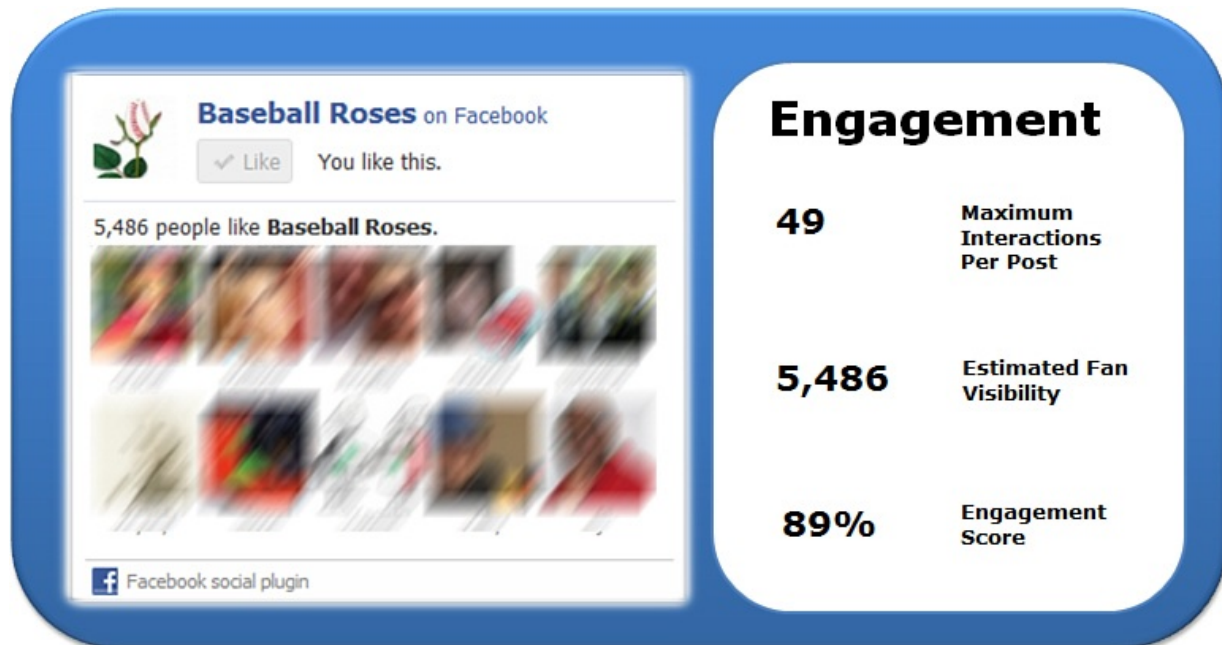 Baseball Roses on Facebook
Like You like this.
5,486 people like Baseball Roses.
Facebook social plugin
Engagement
49 Maximum
Interactions
Per Post
5,486 Estimated Fan
Visibility
89% Engagement
Score